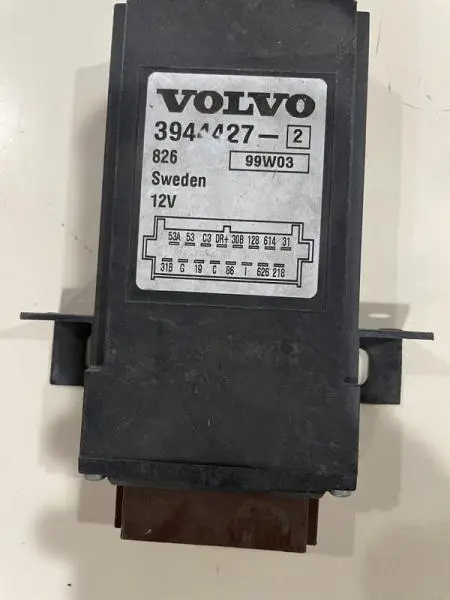 VOLVO
3944427- 2
826 99W03
Sweden
12V
53A 53 C3 DR+ 30B 128 614 31
31B G 19 C 86 I 626 218